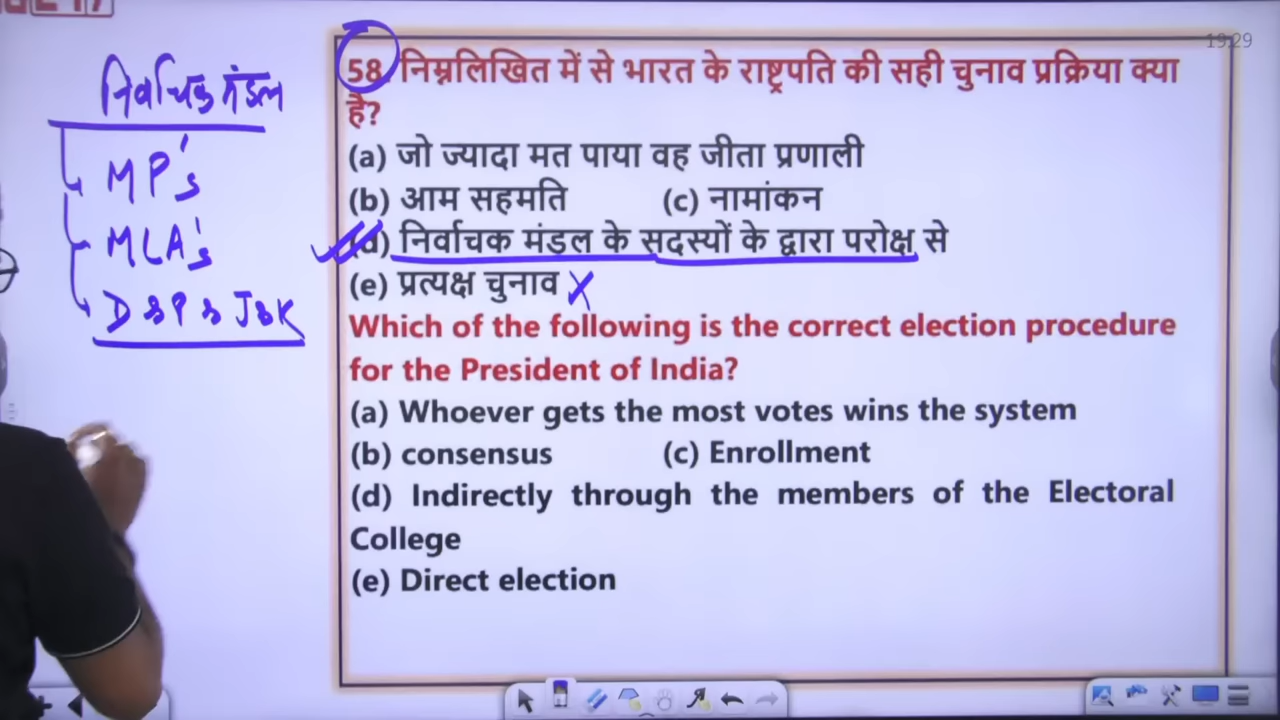 19:29
निर्वाचक मंडल
MP's
MLA's
D & P & J&K
58 निम्नलिखित में से भारत के राष्ट्रपति की सही चुनाव प्रक्रिया क्या
है?
(a) जो ज्यादा मत पाया वह जीता प्रणाली
(b) आम सहमति (c) नामांकन
(d) निर्वाचक मंडल के सदस्यों के द्वारा परोक्ष से
(e) प्रत्यक्ष चुनाव
Which of the following is the correct election procedure
for the President of India?
(a) Whoever gets the most votes wins the system
(b) consensus (c) Enrollment
(d) Indirectly through the members of the Electoral
College
(e) Direct election